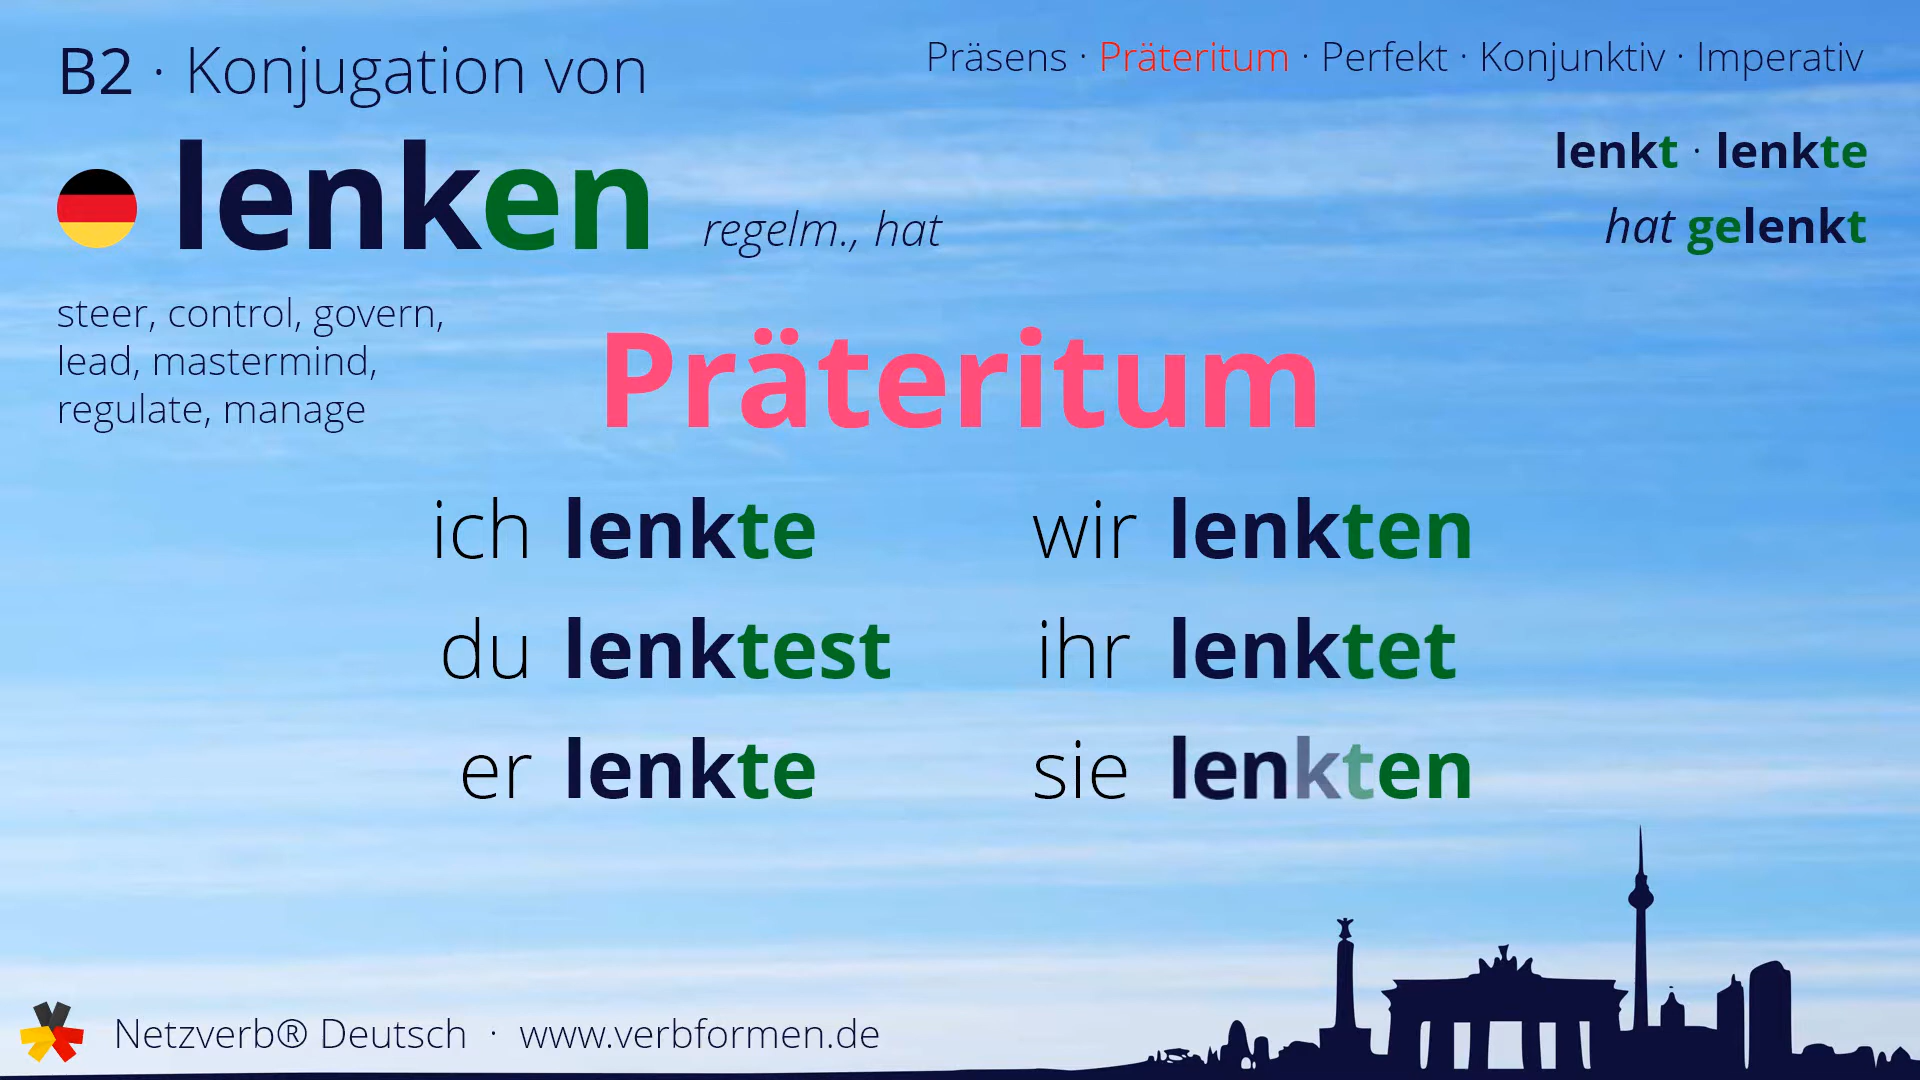 B2 · Konjugation von
Präsens · Präteritum · Perfekt · Konjunktiv · Imperativ
lenken regelm., hat
lenkt · lenkte
hat gelenkt
steer, control, govern,
lead, mastermind,
regulate, manage
Präteritum
ich lenkte
du lenktest
er lenkte
wir lenkten
ihr lenktet
sie lenkten
Netzverb® Deutsch · www.verbformen.de